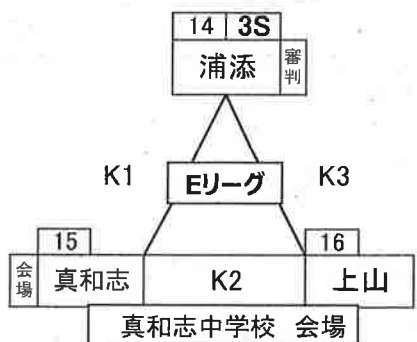 14 3S
浦添 審判
K1 Eリーグ K3
15 16
会場 真和志 K2 上山
真和志中学校 会場